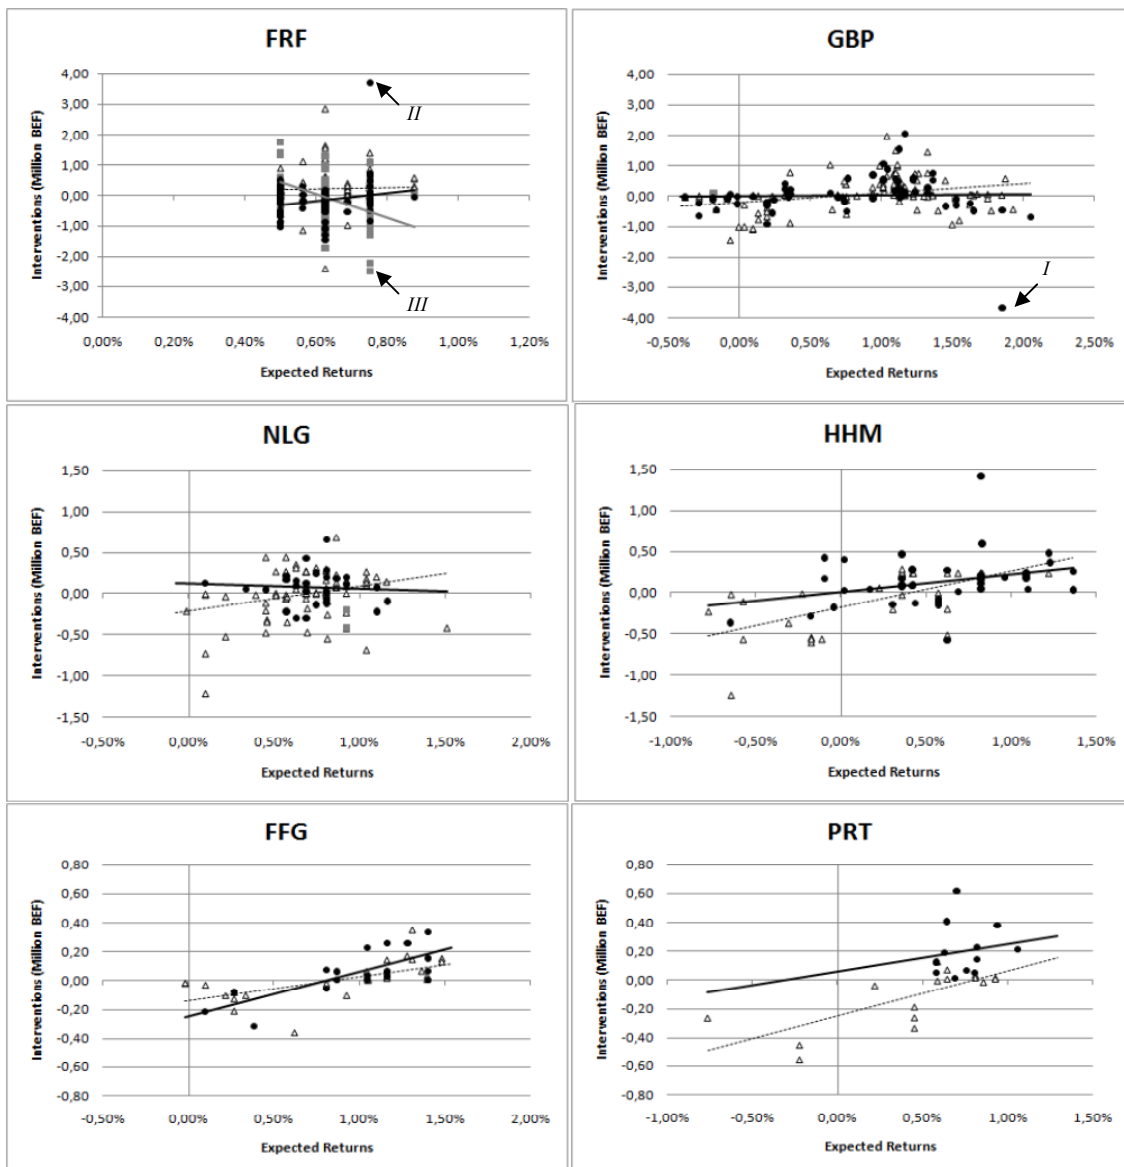 FRF
4,00
3,00
2,00
1,00
0,00
-1,00
-2,00
-3,00
-4,00
0,00% 0,20% 0,40% 0,60% 0,80% 1,00% 1,20%
Interventions (Million BEF)
Expected Returns
II
III
GBP
4,00
3,00
2,00
1,00
0,00
-1,00
-2,00
-3,00
-4,00
-0,50% 0,00% 0,50% 1,00% 1,50% 2,00% 2,50%
Interventions (Million BEF)
Expected Returns
I
NLG
1,50
1,00
0,50
0,00
-0,50
-1,00
-1,50
-0,50% 0,00% 0,50% 1,00% 1,50% 2,00%
Interventions (Million BEF)
Expected Returns
HHM
1,50
1,00
0,50
0,00
-0,50
-1,00
-1,50
-1,00% -0,50% 0,00% 0,50% 1,00% 1,50%
Interventions (Million BEF)
Expected Returns
FFG
0,80
0,60
0,40
0,20
0,00
-0,20
-0,40
-0,60
-0,80
-0,50% 0,00% 0,50% 1,00% 1,50% 2,00%
Interventions (Million BEF)
Expected Returns
PRT
0,80
0,60
0,40
0,20
0,00
-0,20
-0,40
-0,60
-0,80
-1,00% -0,50% 0,00% 0,50% 1,00% 1,50%
Interventions (Million BEF)
Expected Returns